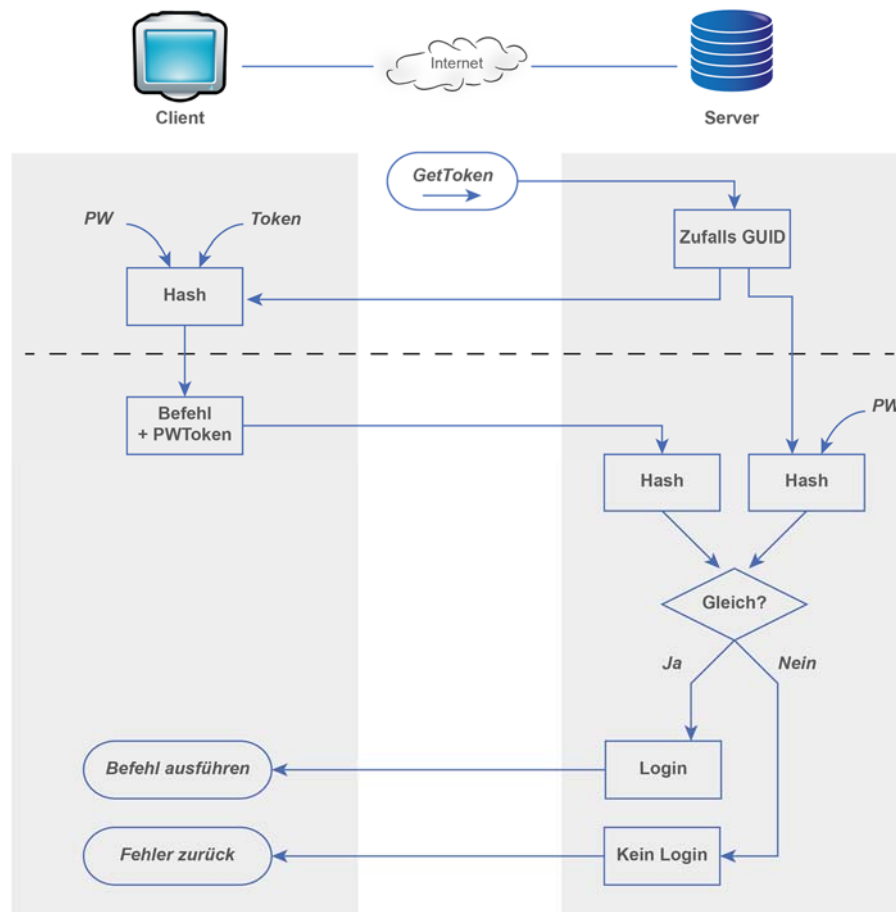 Internet
Client
Server
GetToken
PW
Token
Zufalls GUID
Hash
Befehl
+ PWToken
PW
Hash
Hash
Gleich?
Ja
Nein
Befehl ausführen
Login
Fehler zurück
Kein Login